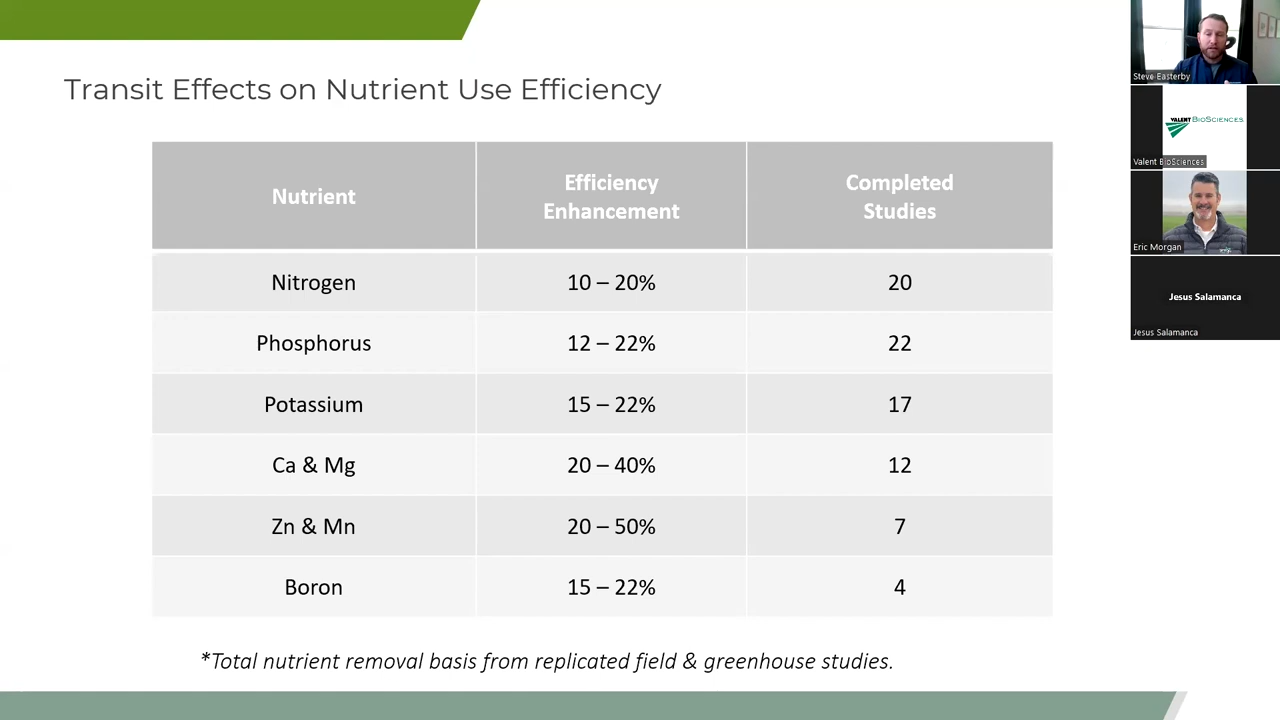 Transit Effects on Nutrient Use Efficiency
Nutrient
Efficiency
Enhancement
Completed
Studies
Nitrogen
10 – 20%
20
Phosphorus
12 – 22%
22
Potassium
15 – 22%
17
Ca & Mg
20 – 40%
12
Zn & Mn
20 – 50%
7
Boron
15 – 22%
4
*Total nutrient removal basis from replicated field & greenhouse studies.
Steve Easterby
VALENT BIOSCIENCES
Valent BioSciences
Eric Morgan
Jesus Salamanca
Jesus Salamanca